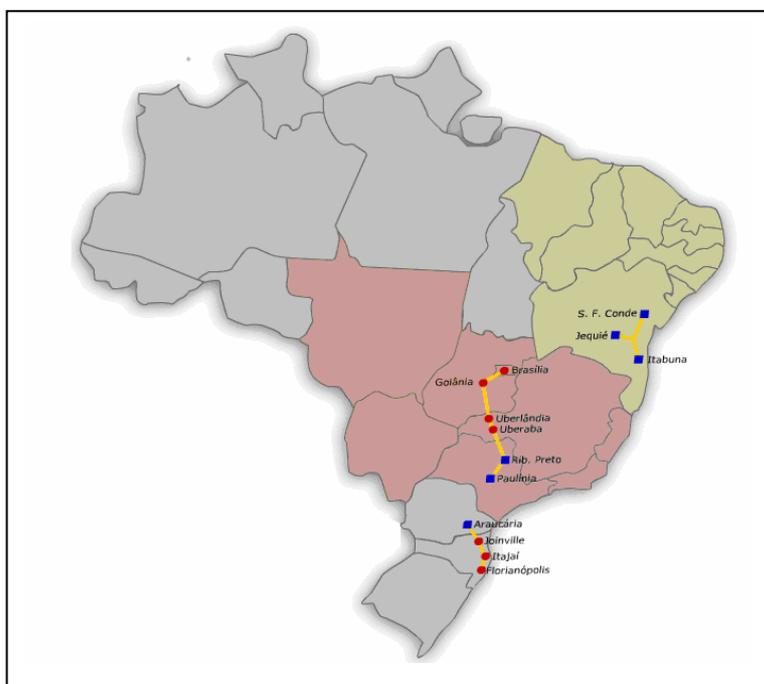 S. F. Conde
Jequié
Itabuna
Brasília
Goiânia
Uberlândia
Uberaba
Rib. Preto
Paulínia
Araucária
Joinville
Itajaí
Florianópolis